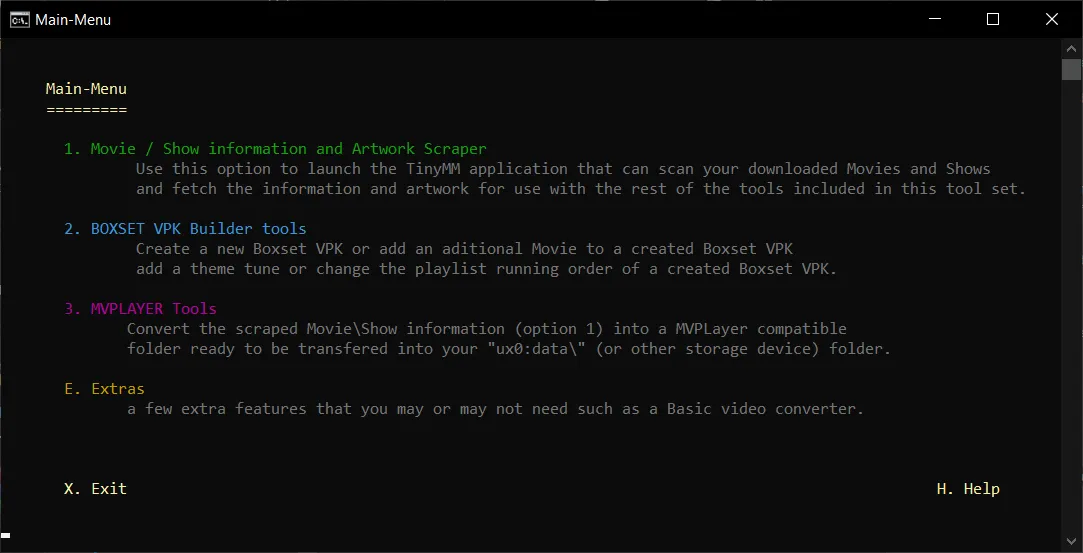 C:\. Main-Menu
Main-Menu
=========
1. Movie / Show information and Artwork Scraper
Use this option to launch the TinyMM application that can scan your downloaded Movies and Shows
and fetch the information and artwork for use with the rest of the tools included in this tool set.
2. BOXSET VPK Builder tools
Create a new Boxset VPK or add an aditional Movie to a created Boxset VPK
add a theme tune or change the playlist running order of a created Boxset VPK.
3. MVPLAYER Tools
Convert the scraped Movie\Show information (option 1) into a MVPLayer compatible
folder ready to be transfered into your "ux0:data\" (or other storage device) folder.
E. Extras
a few extra features that you may or may not need such as a Basic video converter.
X. Exit H. Help